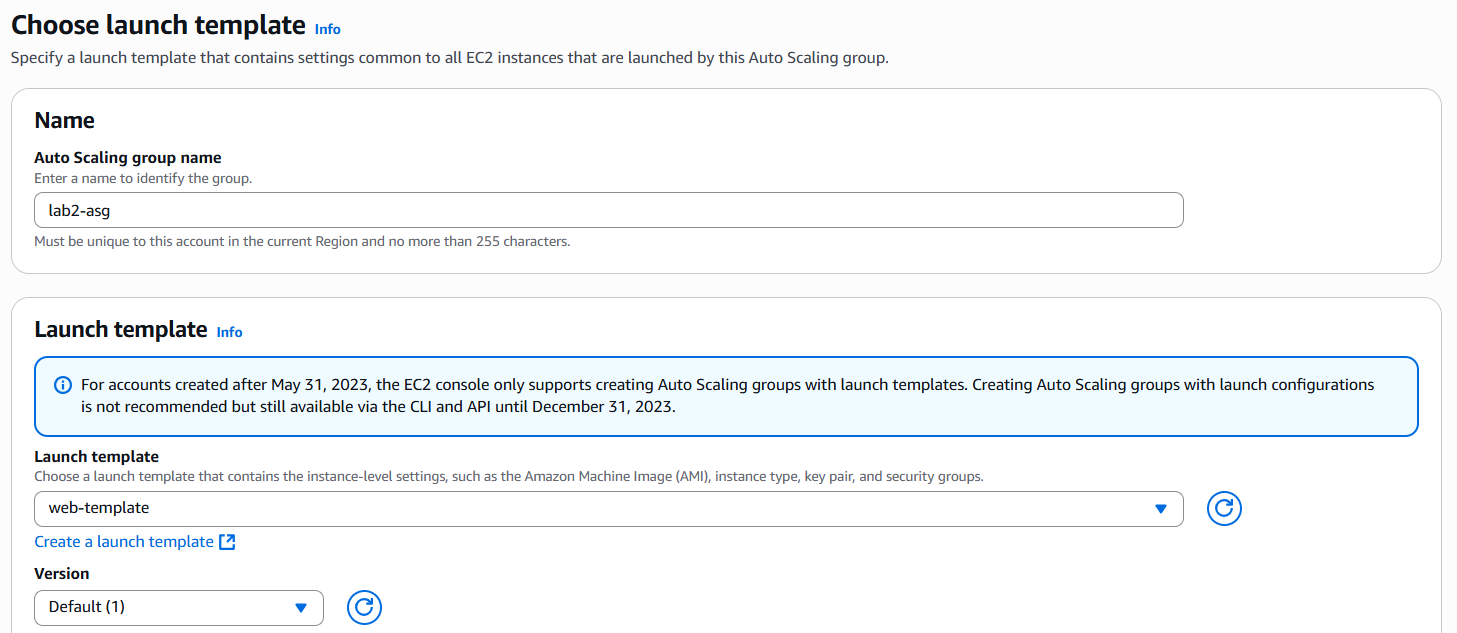 Choose launch template Info
Specify a launch template that contains settings common to all EC2 instances that are launched by this Auto Scaling group.
Name
Auto Scaling group name
Enter a name to identify the group.
lab2-asg
Must be unique to this account in the current Region and no more than 255 characters.
Launch template Info
For accounts created after May 31, 2023, the EC2 console only supports creating Auto Scaling groups with launch templates. Creating Auto Scaling groups with launch configurations
is not recommended but still available via the CLI and API until December 31, 2023.
Launch template
Choose a launch template that contains the instance-level settings, such as the Amazon Machine Image (AMI), instance type, key pair, and security groups.
web-template
Create a launch template
Version
Default (1)